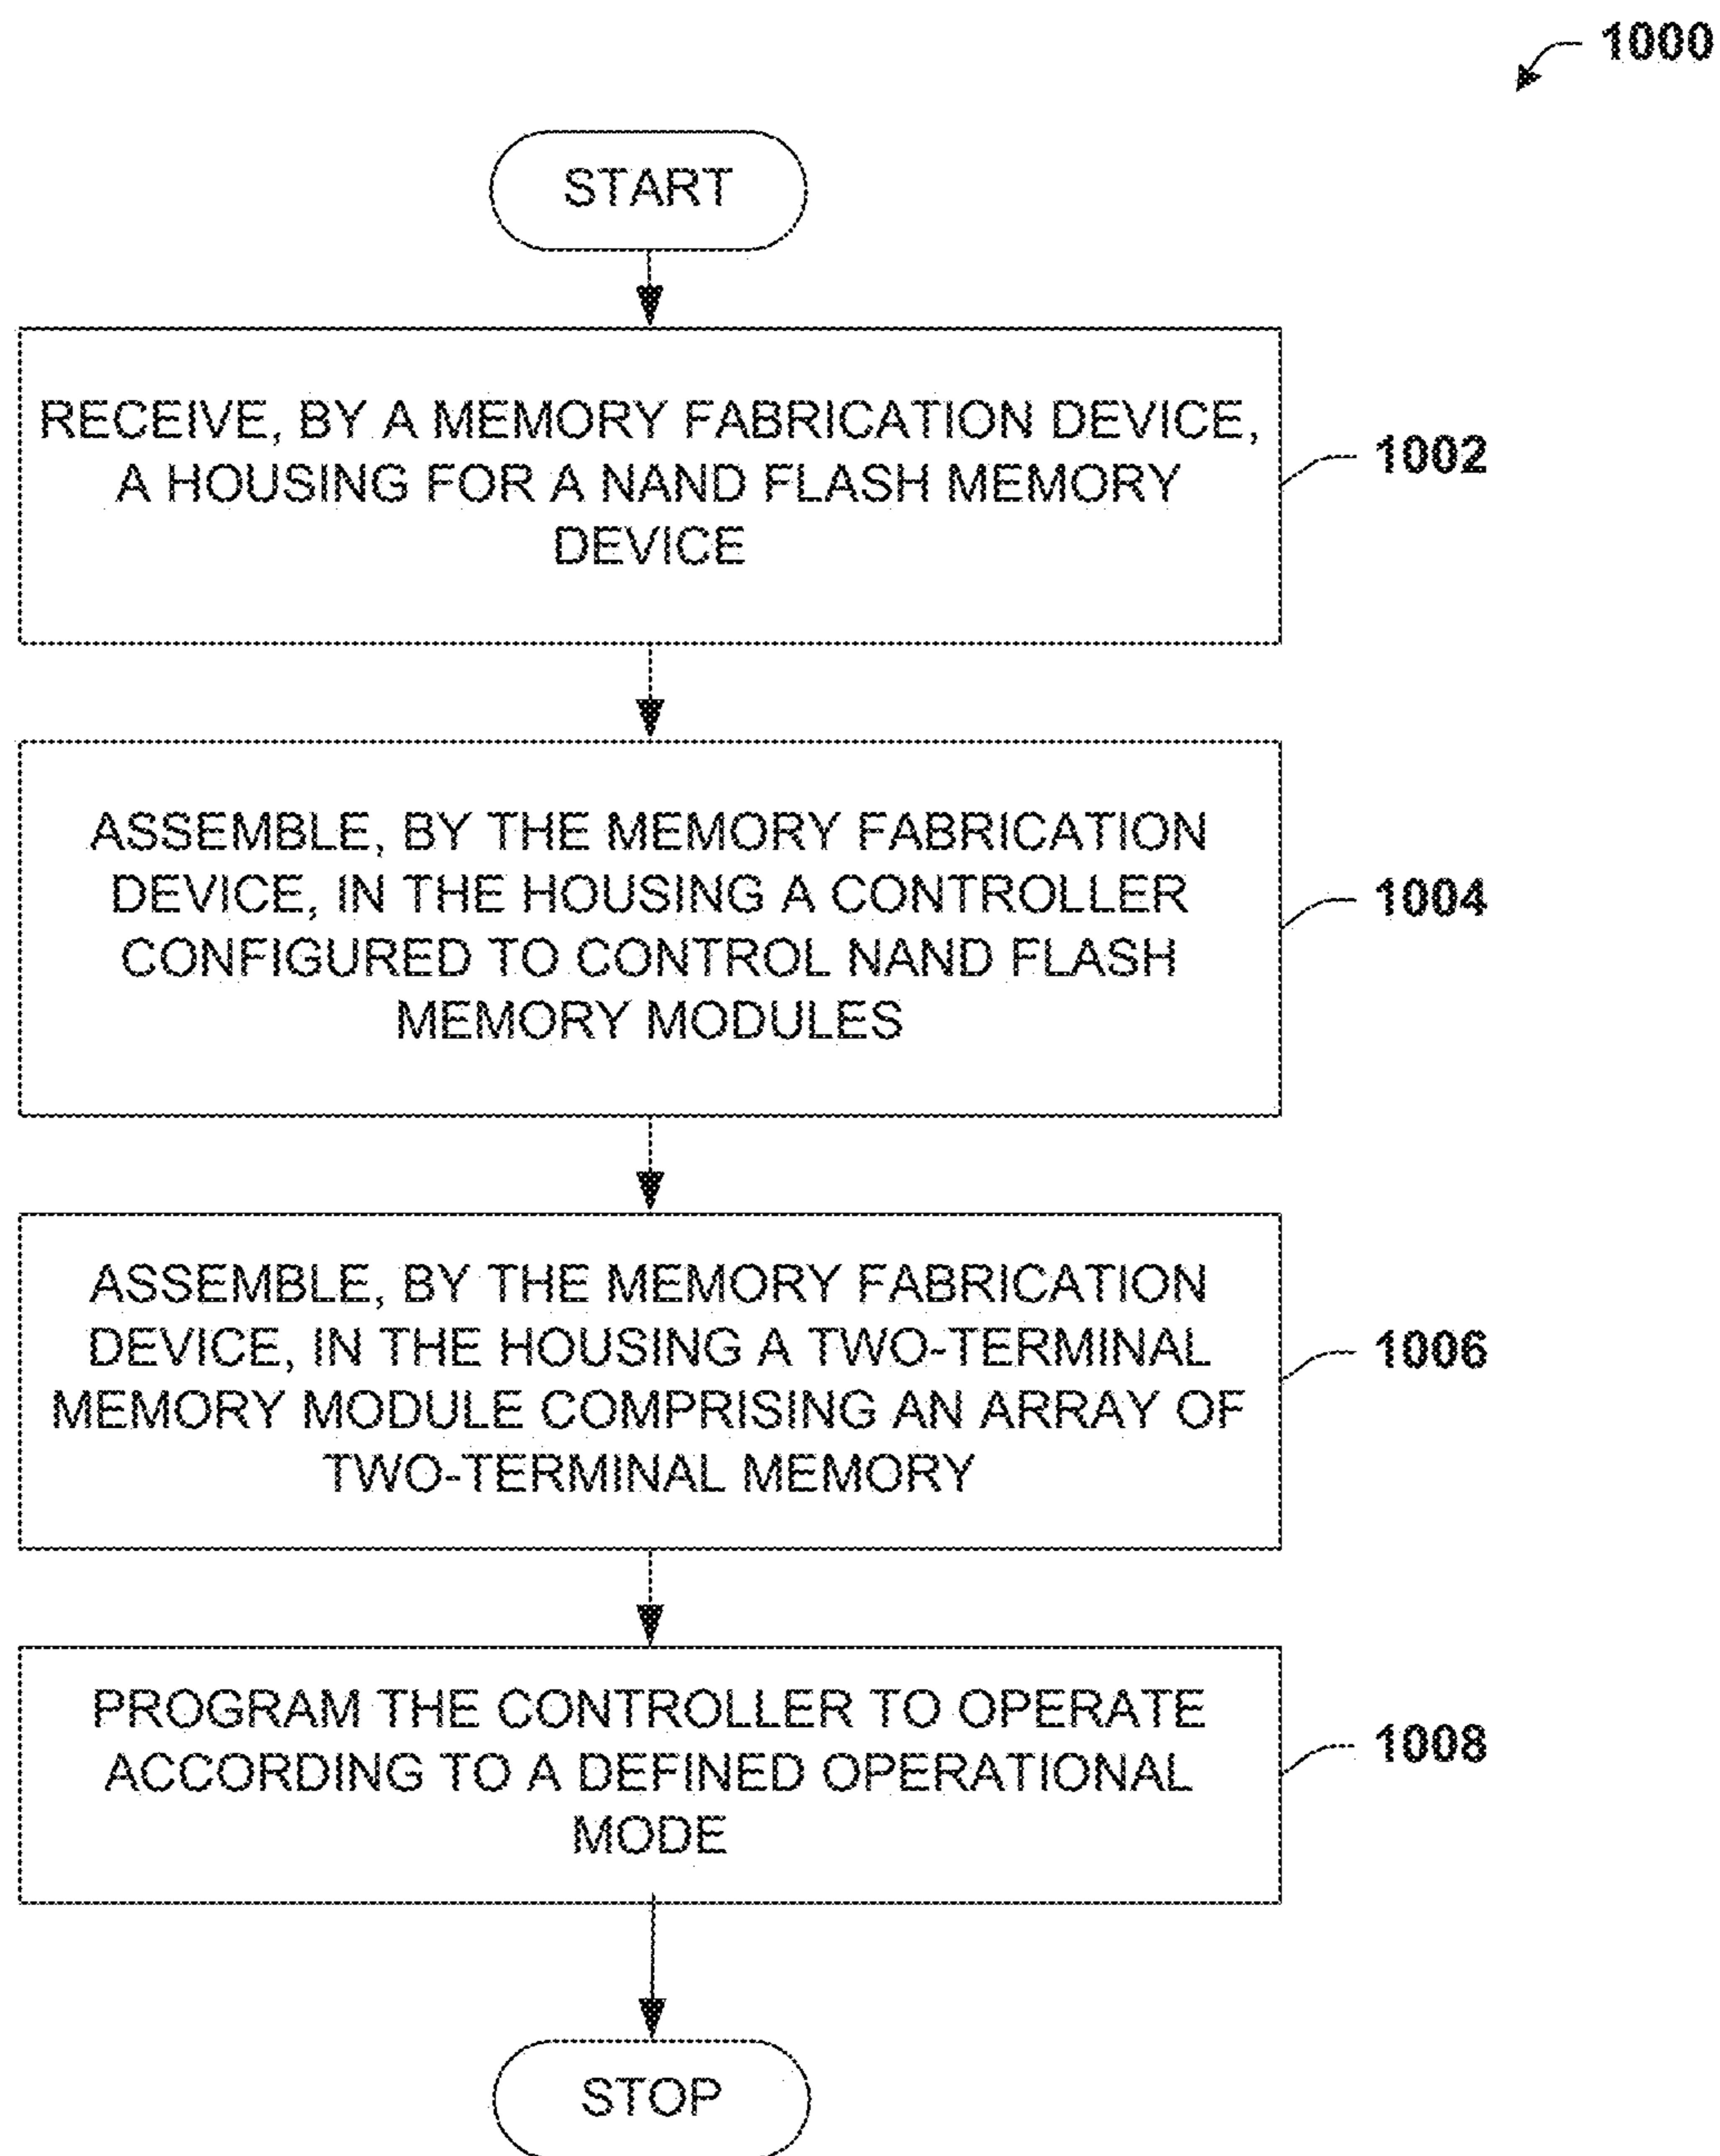 1000
START
RECEIVE, BY A MEMORY FABRICATION DEVICE,
A HOUSING FOR A NAND FLASH MEMORY
DEVICE
1002
ASSEMBLE, BY THE MEMORY FABRICATION
DEVICE, IN THE HOUSING A CONTROLLER
CONFIGURED TO CONTROL NAND FLASH
MEMORY MODULES
1004
ASSEMBLE, BY THE MEMORY FABRICATION
DEVICE, IN THE HOUSING A TWO-TERMINAL
MEMORY MODULE COMPRISING AN ARRAY OF
TWO-TERMINAL MEMORY
1006
PROGRAM THE CONTROLLER TO OPERATE
ACCORDING TO A DEFINED OPERATIONAL
MODE
1008
STOP